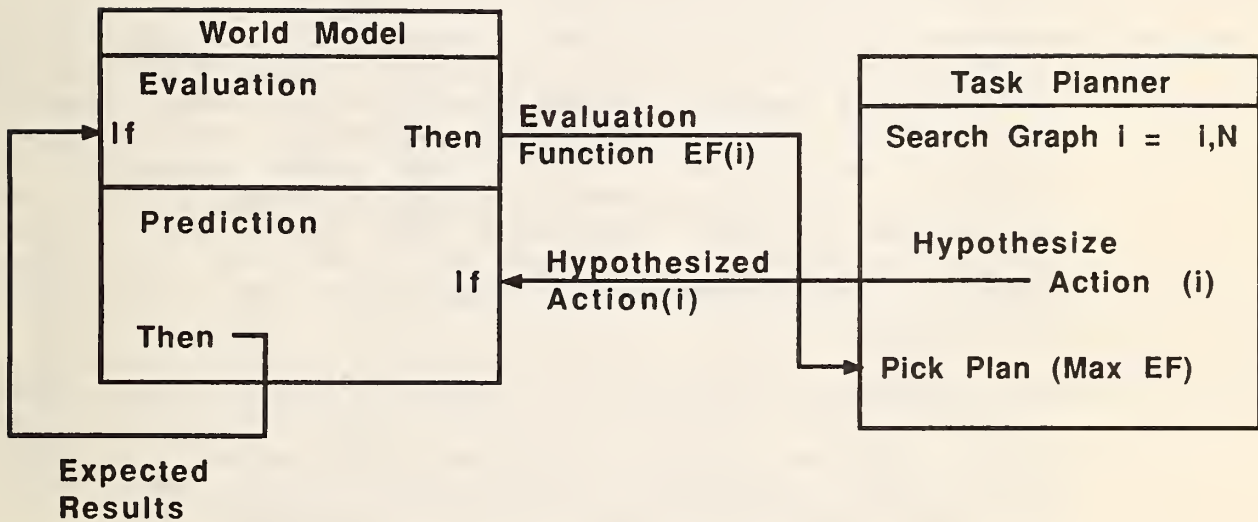 World Model
Evaluation
If
Then
Prediction
If
Then
Expected
Results
Evaluation
Function EF(i)
Hypothesized
Action(i)
Task Planner
Search Graph i = i,N
Hypothesize
Action (i)
Pick Plan (Max EF)